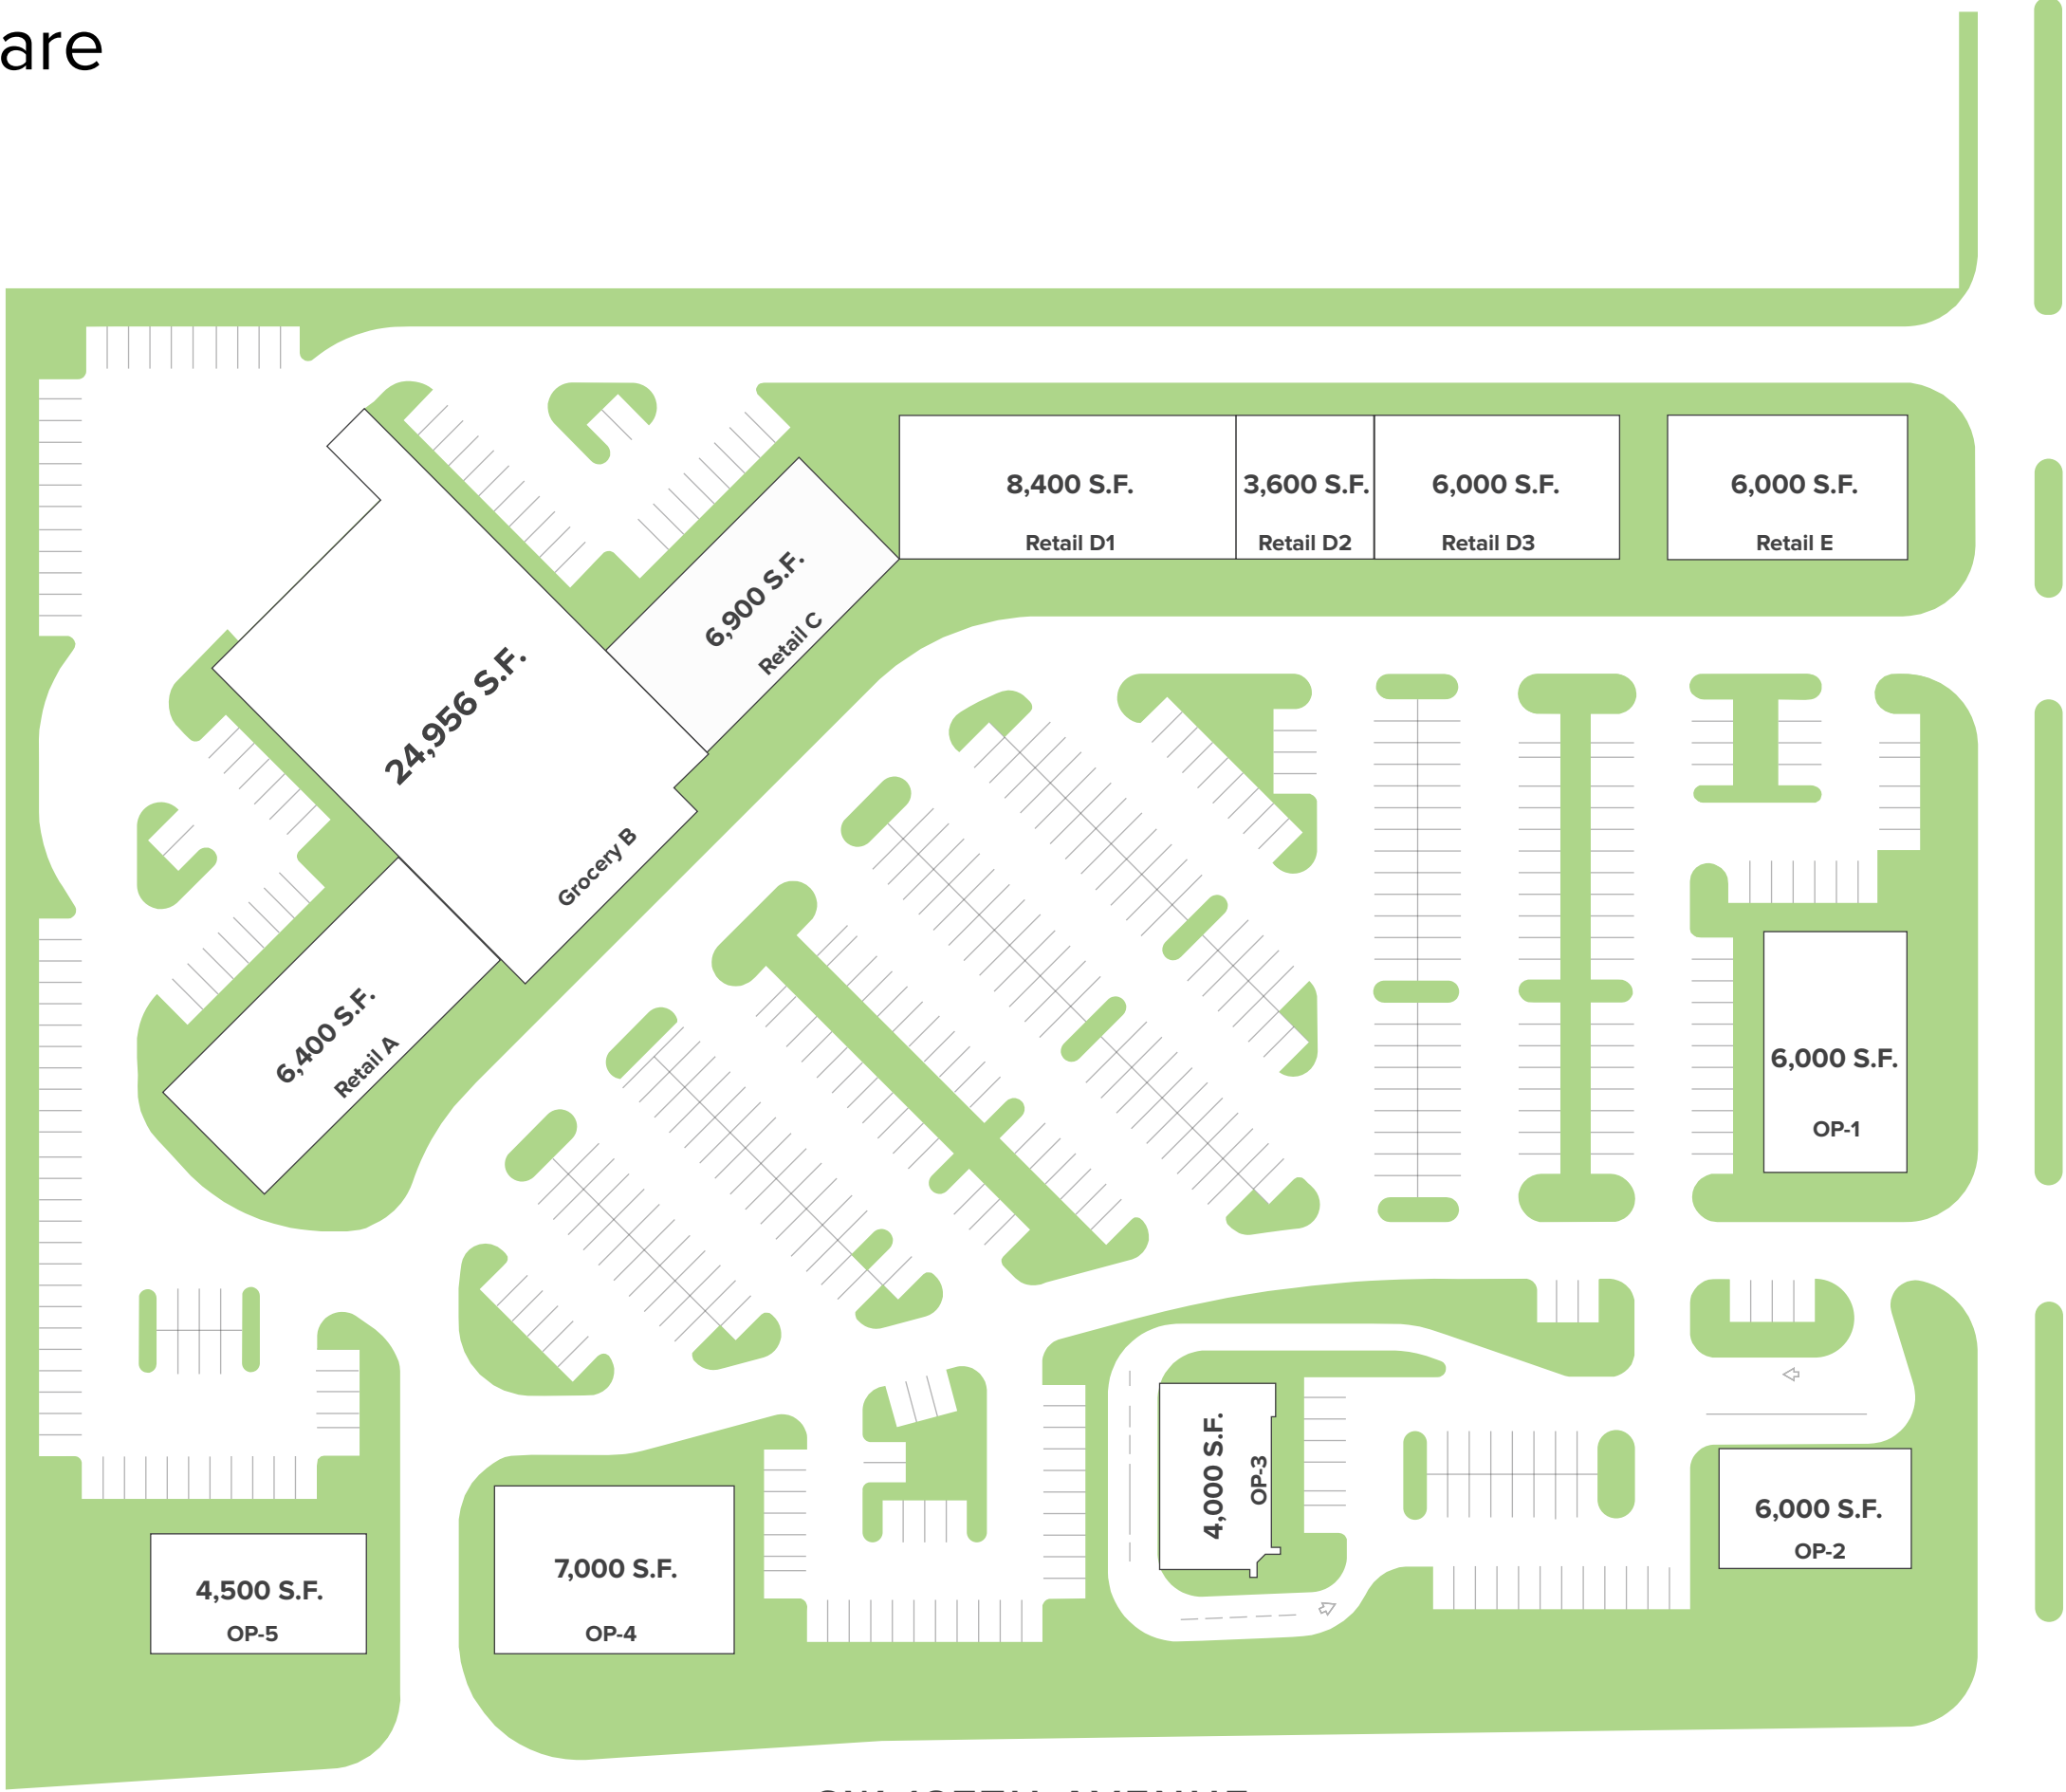 are
8,400 S.F.
Retail D1
3,600 S.F.
Retail D2
6,000 S.F.
Retail D3
6,000 S.F.
Retail E
6,900 S.F.
Retail C
24,956 S.F.
Grocery B
6,400 S.F.
Retail A
6,000 S.F.
OP-1
4,000 S.F.
OP-3
6,000 S.F.
OP-2
7,000 S.F.
OP-4
4,500 S.F.
OP-5